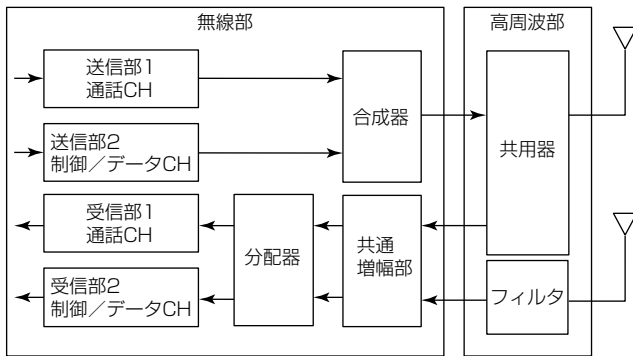 無線部
高周波部
送信部1
通話CH
合成器
送信部2
制御／データCH
共用器
受信部1
通話CH
分配器
共通
増幅部
受信部2
制御／データCH
フィルタ